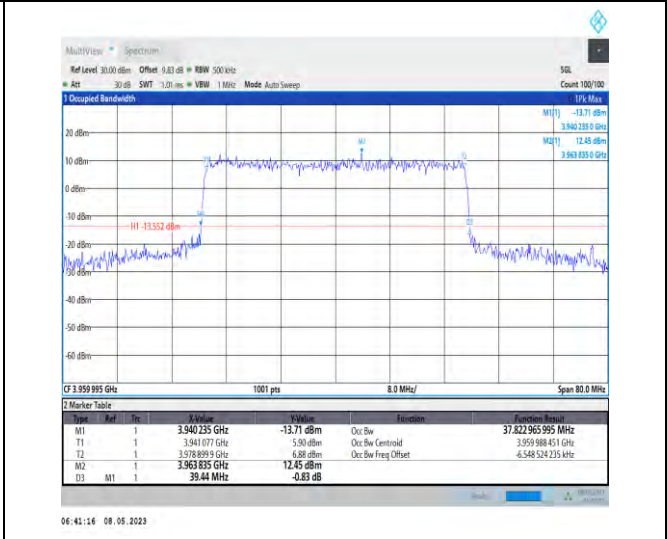 MultiView Spectrum
Ref Level 30.00 dBm Offset 9.83 dB RBW 500 kHz SGL
Att 30 dB SWT 1.01 ms VBW 1 MHz Mode Auto Sweep Count 100/100
1 Occupied Bandwidth 1Pk Max
M1[1] -13.71 dBm
3.940 235 0 GHz
M2[1] 12.45 dBm
3.963 835 0 GHz
20 dBm
M2
10 dBm
0 dBm
-10 dBm
H1 -13.552 dBm
-20 dBm
-30 dBm
-40 dBm
-50 dBm
-60 dBm
CF 3.959 995 GHz 1001 pts 8.0 MHz/ Span 80.0 MHz
2 Marker Table
Type Ref Trc X-Value Y-Value Function Function Result
M1 1 3.940 235 GHz -13.71 dBm Occ Bw 37.822 965 995 MHz
T1 1 3.941 077 GHz 5.90 dBm Occ Bw Centroid 3.959 988 451 GHz
T2 1 3.978 899 9 GHz 6.88 dBm Occ Bw Freq Offset -6.548 524 235 kHz
M2 1 3.963 835 GHz 12.45 dBm
D3 M1 1 39.44 MHz -0.83 dB
06:41:16 08.05.2023